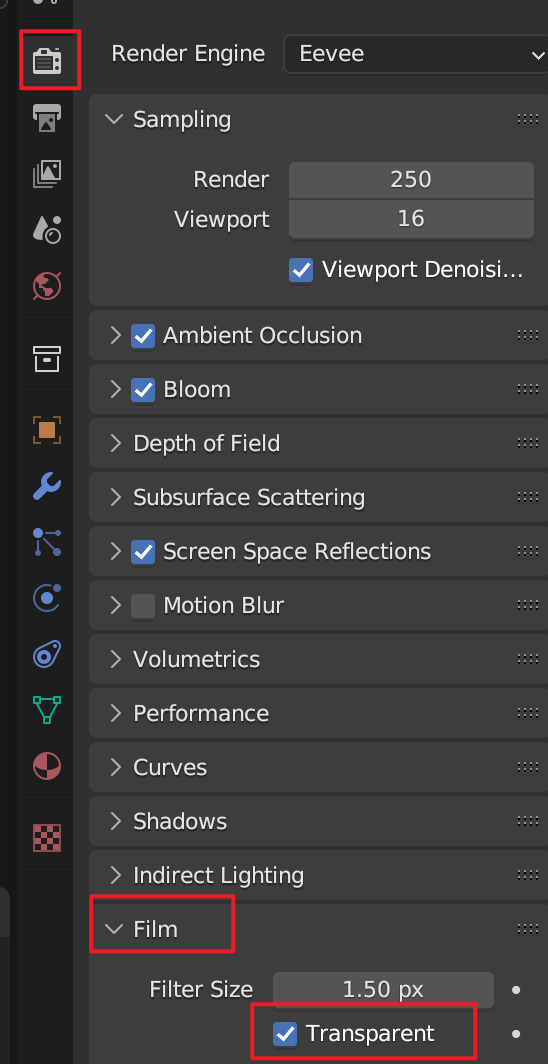 Render Engine Eevee
Sampling
Render 250
Viewport 16
Viewport Denoisi...
Ambient Occlusion
Bloom
Depth of Field
Subsurface Scattering
Screen Space Reflections
Motion Blur
Volumetrics
Performance
Curves
Shadows
Indirect Lighting
Film
Filter Size 1.50 px
Transparent